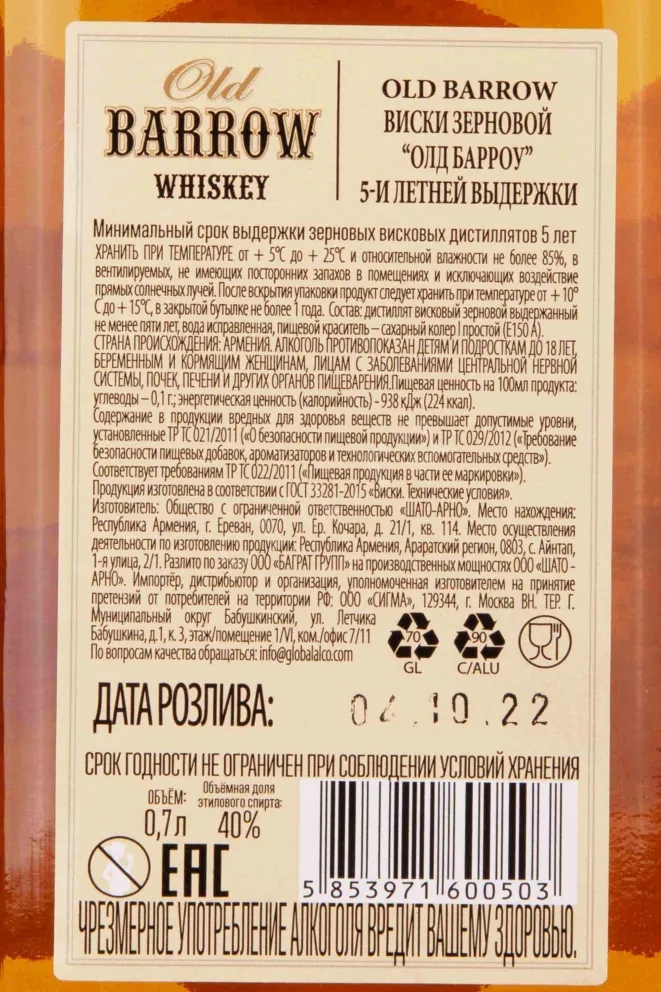 Old
BARROW
WHISKEY
OLD BARROW
ВИСКИ ЗЕРНОВОЙ
“ОЛД БАРРОУ”
5-И ЛЕТНЕЙ ВЫДЕРЖКИ
Минимальный срок выдержки зерновых висковых дистиллятов 5 лет
ХРАНИТЬ ПРИ ТЕМПЕРАТУРЕ от + 5°С до + 25°С и относительной влажности не более 85%, в
вентилируемых, не имеющих посторонних запахов в помещениях и исключающих воздействие
прямых солнечных лучей. После вскрытия упаковки продукт следует хранить при температуре от + 10°
С до + 15°С, в закрытой бутылке не более 1 года. Состав: дистиллят висковый зерновой выдержанный
не менее пяти лет, вода исправленная, пищевой краситель – сахарный колер I простой (Е150 А).
СТРАНА ПРОИСХОЖДЕНИЯ: АРМЕНИЯ. АЛКОГОЛЬ ПРОТИВОПОКАЗАН ДЕТЯМ И ПОДРОСТКАМ ДО 18 ЛЕТ,
БЕРЕМЕННЫМ И КОРМЯЩИМ ЖЕНЩИНАМ, ЛИЦАМ С ЗАБОЛЕВАНИЯМИ ЦЕНТРАЛЬНОЙ НЕРВНОЙ
СИСТЕМЫ, ПОЧЕК, ПЕЧЕНИ И ДРУГИХ ОРГАНОВ ПИЩЕВАРЕНИЯ.Пищевая ценность на 100мл продукта:
углеводы – 0,1 г.; энергетическая ценность (калорийность) - 938 кДж (224 ккал).
Содержание в продукции вредных для здоровья веществ не превышает допустимые уровни,
установленные ТР ТС 021/2011 («О безопасности пищевой продукции») и ТР ТС 029/2012 («Требование
безопасности пищевых добавок, ароматизаторов и технологических вспомогательных средств»).
Соответствует требованиям ТР ТС 022/2011 («Пищевая продукция в части ее маркировки»).
Продукция изготовлена в соответствии с ГОСТ 33281-2015 «Виски. Технические условия».
Изготовитель: Общество с ограниченной ответственностью «ШАТО-АРНО». Место нахождения:
Республика Армения, г. Ереван, 0070, ул. Ер. Кочара, д. 21/1, кв. 114. Место осуществления
деятельности по изготовлению продукции: Республика Армения, Араратский регион, 0803, с. Айнтап,
1-я улица, 2/1. Разлито по заказу ООО «БАГРАТ ГРУПП» на производственных мощностях ООО «ШАТО -
АРНО». Импортёр, дистрибьютор и организация, уполномоченная изготовителем на принятие
претензий от потребителей на территории РФ: ООО «СИГМА», 129344, г. Москва ВН. ТЕР. Г.
Муниципальный округ Бабушкинский, ул. Летчика
Бабушкина, д.1, к. 3, этаж/помещение 1/VI, ком./офис 7/11
По вопросам качества обращаться: info@globalalco.com
70
GL
90
C/ALU
ДАТА РОЗЛИВА:
04.10.22
СРОК ГОДНОСТИ НЕ ОГРАНИЧЕН ПРИ СОБЛЮДЕНИИ УСЛОВИЙ ХРАНЕНИЯ
ОБЪЁМ:
0,7 л
Объёмная доля
этилового спирта:
40%
ЕАС
5 853971 600503
ЧРЕЗМЕРНОЕ УПОТРЕБЛЕНИЕ АЛКОГОЛЯ ВРЕДИТ ВАШЕМУ ЗДОРОВЬЮ.